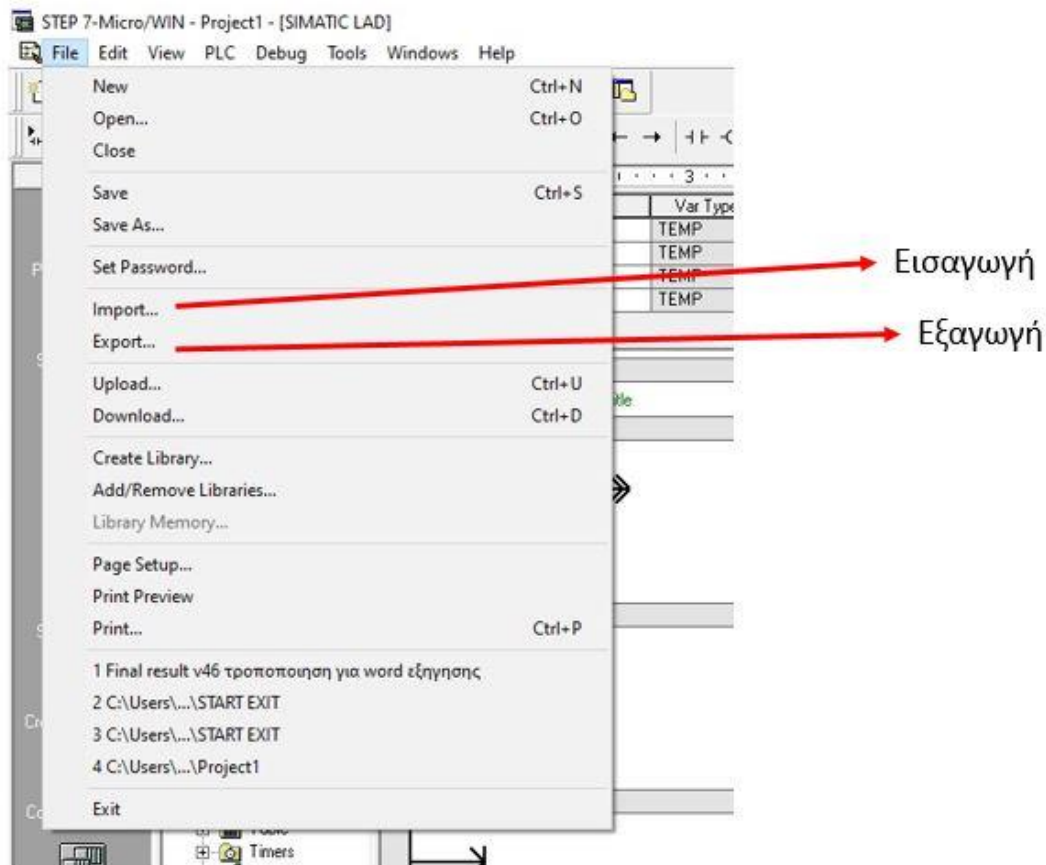 STEP 7-Micro/WIN - Project1 - [SIMATIC LAD]
File Edit View PLC Debug Tools Windows Help
New Ctrl+N
Open... Ctrl+O
Close
3
Save Ctrl+S
Var Type
Save As...
TEMP
TEMP
Set Password...
TEMP
Εισαγωγή
Import...
TEMP
Export...
Εξαγωγή
Upload... Ctrl+U
Download... Ctrl+D
Create Library...
Add/Remove Libraries...
Library Memory...
Page Setup...
Print Preview
Print... Ctrl+P
1 Final result v46 τροποποιηση για word εξηγησης
2 C:\Users\...\START EXIT
3 C:\Users\...\START EXIT
4 C:\Users\...\Project1
Exit
Timers